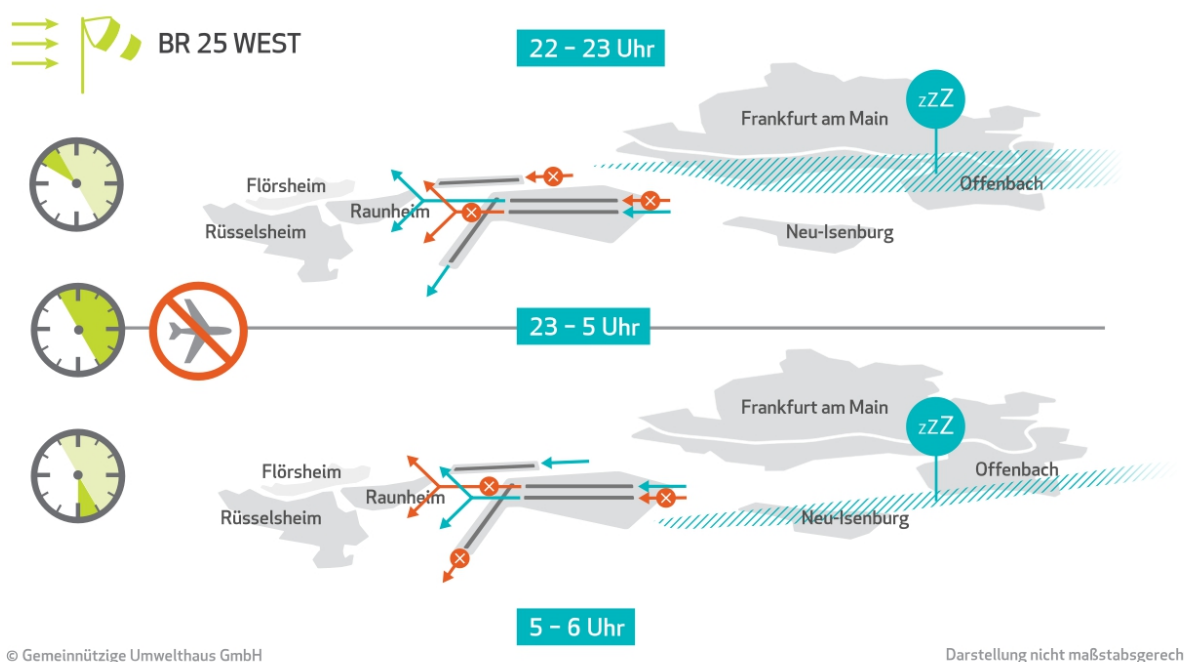 BR 25 WEST
22 – 23 Uhr
zZZ
Frankfurt am Main
Flörsheim
Offenbach
Raunheim
Rüsselsheim
Neu-Isenburg
23 – 5 Uhr
Frankfurt am Main
zZZ
Flörsheim
Offenbach
Raunheim
Rüsselsheim
Neu-Isenburg
5 – 6 Uhr
© Gemeinnützige Umwelthaus GmbH
Darstellung nicht maßstabsgerech